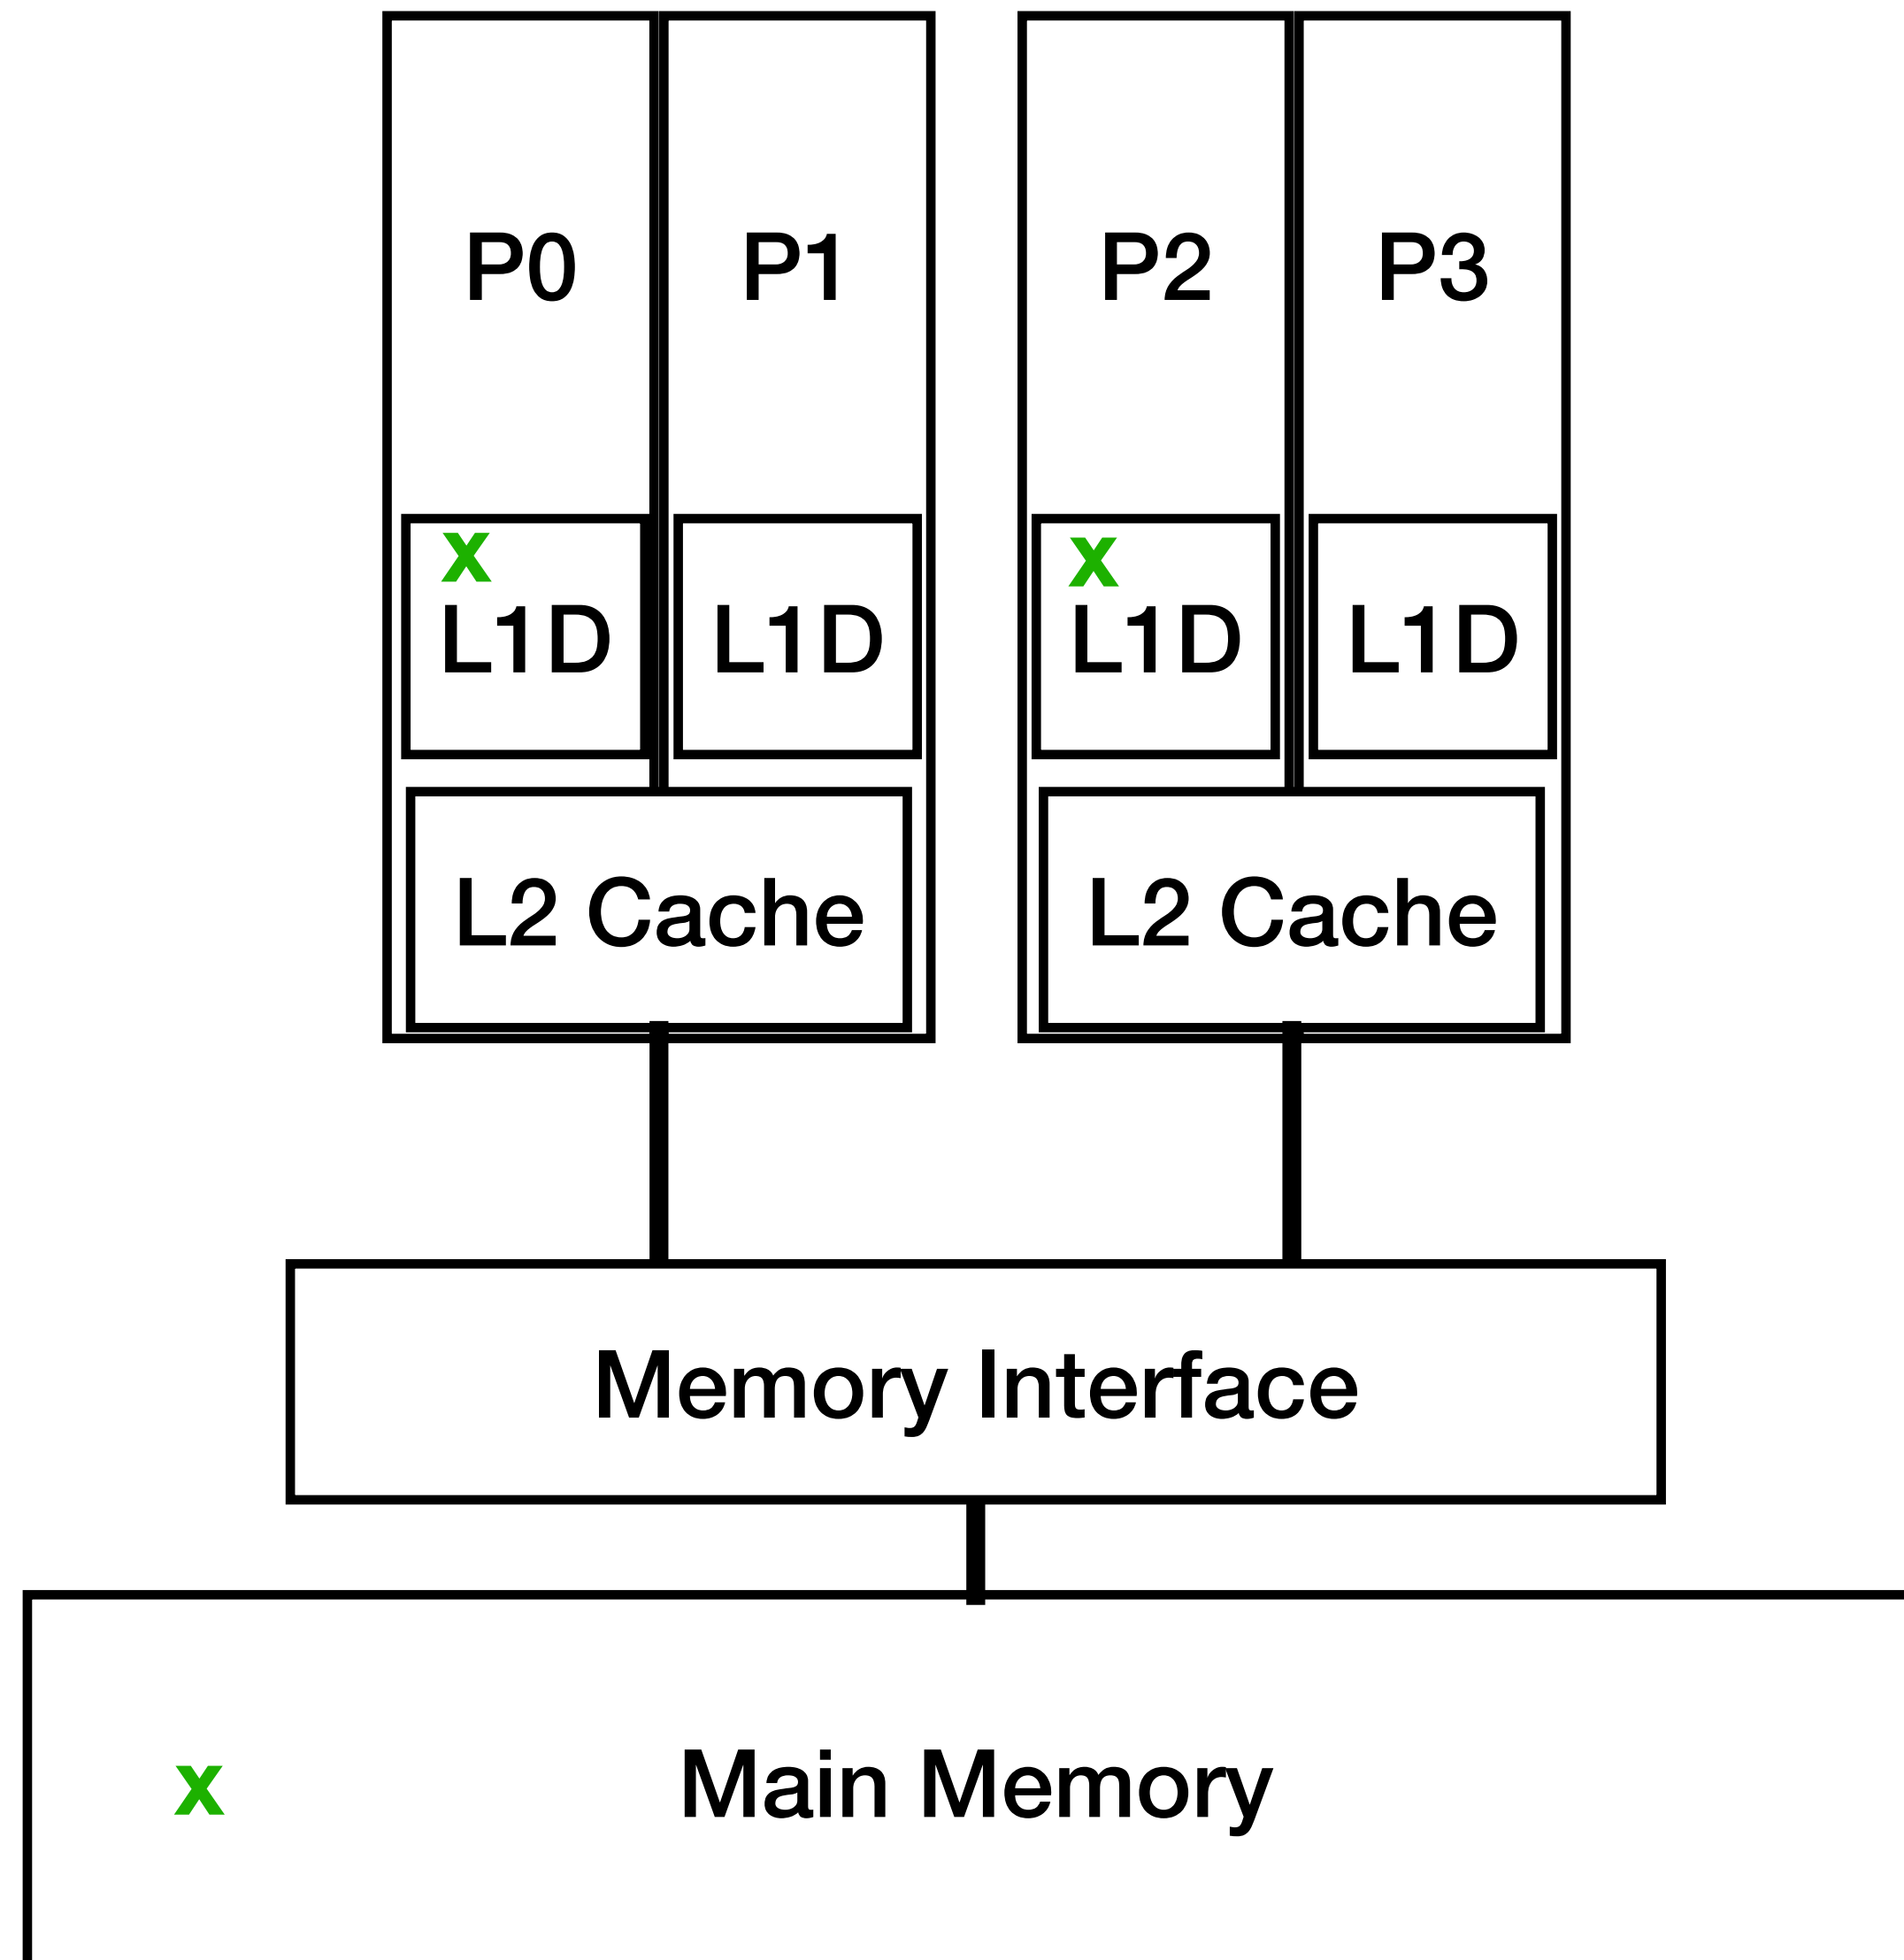 P0 P1 P2 P3
x x
L1D L1D L1D L1D
L2 Cache L2 Cache
Memory Interface
x Main Memory